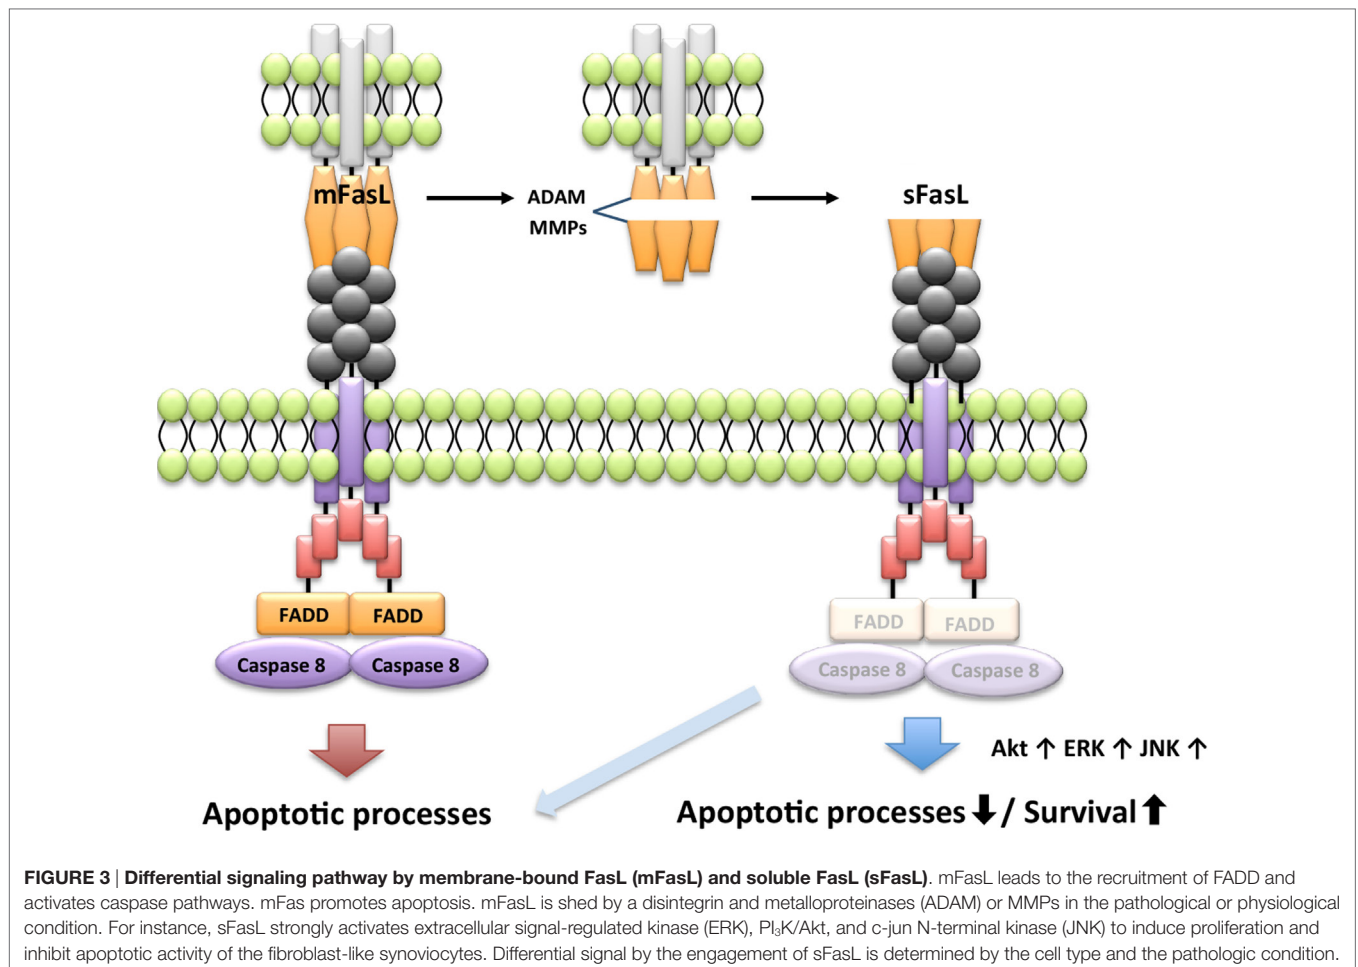 mFasL
ADAM
MMPs
sFasL
FADD FADD
Caspase 8 Caspase 8
FADD FADD
Caspase 8 Caspase 8
Akt ↑ ERK ↑ JNK ↑
Apoptotic processes
Apoptotic processes ↓ / Survival ↑
FIGURE 3 | Differential signaling pathway by membrane-bound FasL (mFasL) and soluble FasL (sFasL). mFasL leads to the recruitment of FADD and
activates caspase pathways. mFas promotes apoptosis. mFasL is shed by a disintegrin and metalloproteinases (ADAM) or MMPs in the pathological or physiological
condition. For instance, sFasL strongly activates extracellular signal-regulated kinase (ERK), PI₃K/Akt, and c-jun N-terminal kinase (JNK) to induce proliferation and
inhibit apoptotic activity of the fibroblast-like synoviocytes. Differential signal by the engagement of sFasL is determined by the cell type and the pathologic condition.